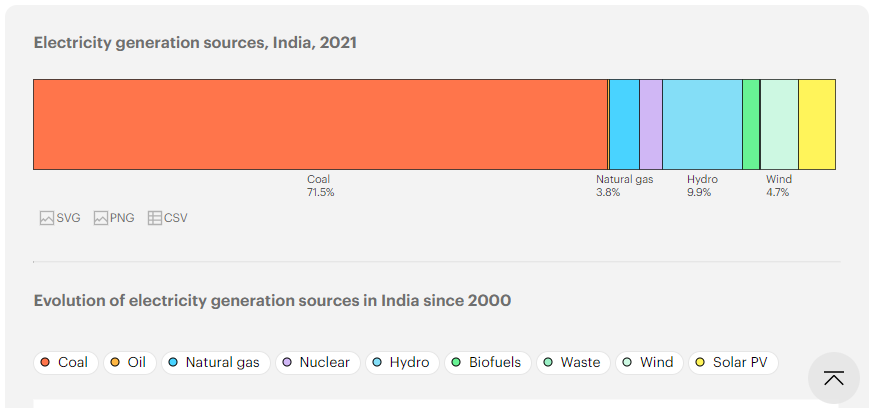 Electricity generation sources, India, 2021
Coal Natural gas Hydro Wind
71.5% 3.8% 9.9% 4.7%
SVG PNG CSV
Evolution of electricity generation sources in India since 2000
Coal Oil Natural gas Nuclear Hydro Biofuels Waste Wind Solar PV